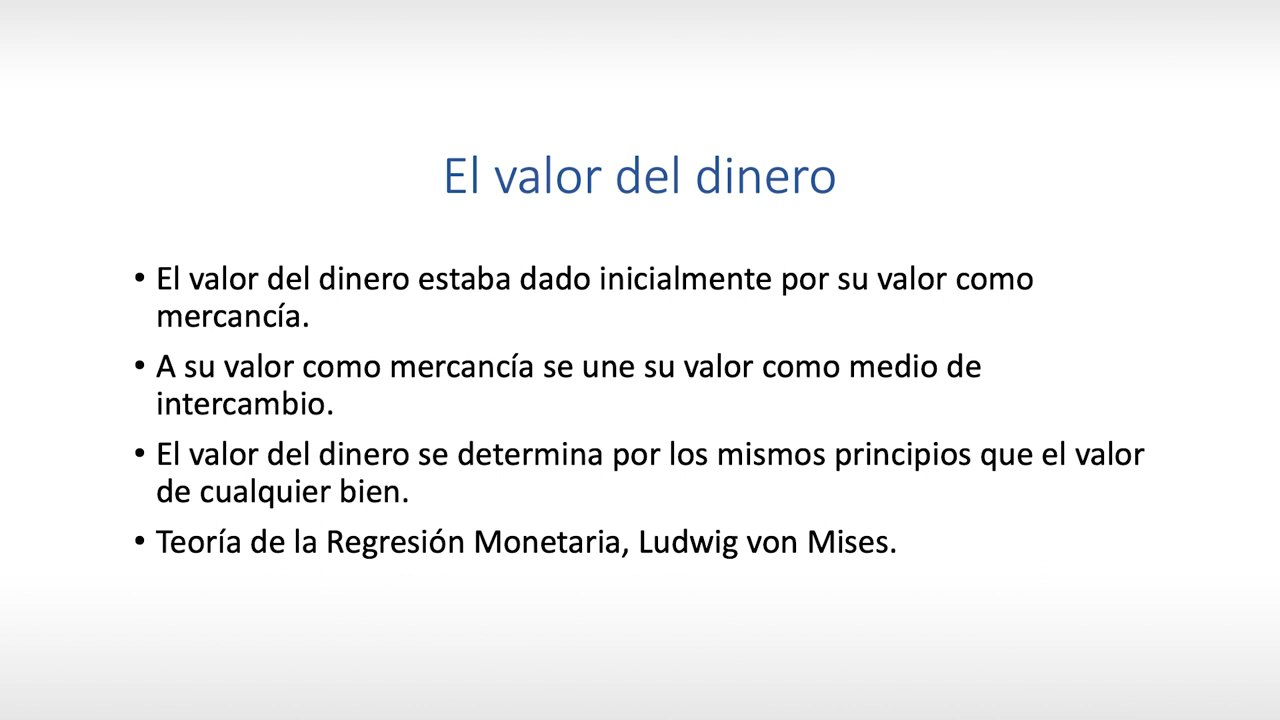 El valor del dinero
• El valor del dinero estaba dado inicialmente por su valor como
mercancía.
• A su valor como mercancía se une su valor como medio de
intercambio.
• El valor del dinero se determina por los mismos principios que el valor
de cualquier bien.
• Teoría de la Regresión Monetaria, Ludwig von Mises.